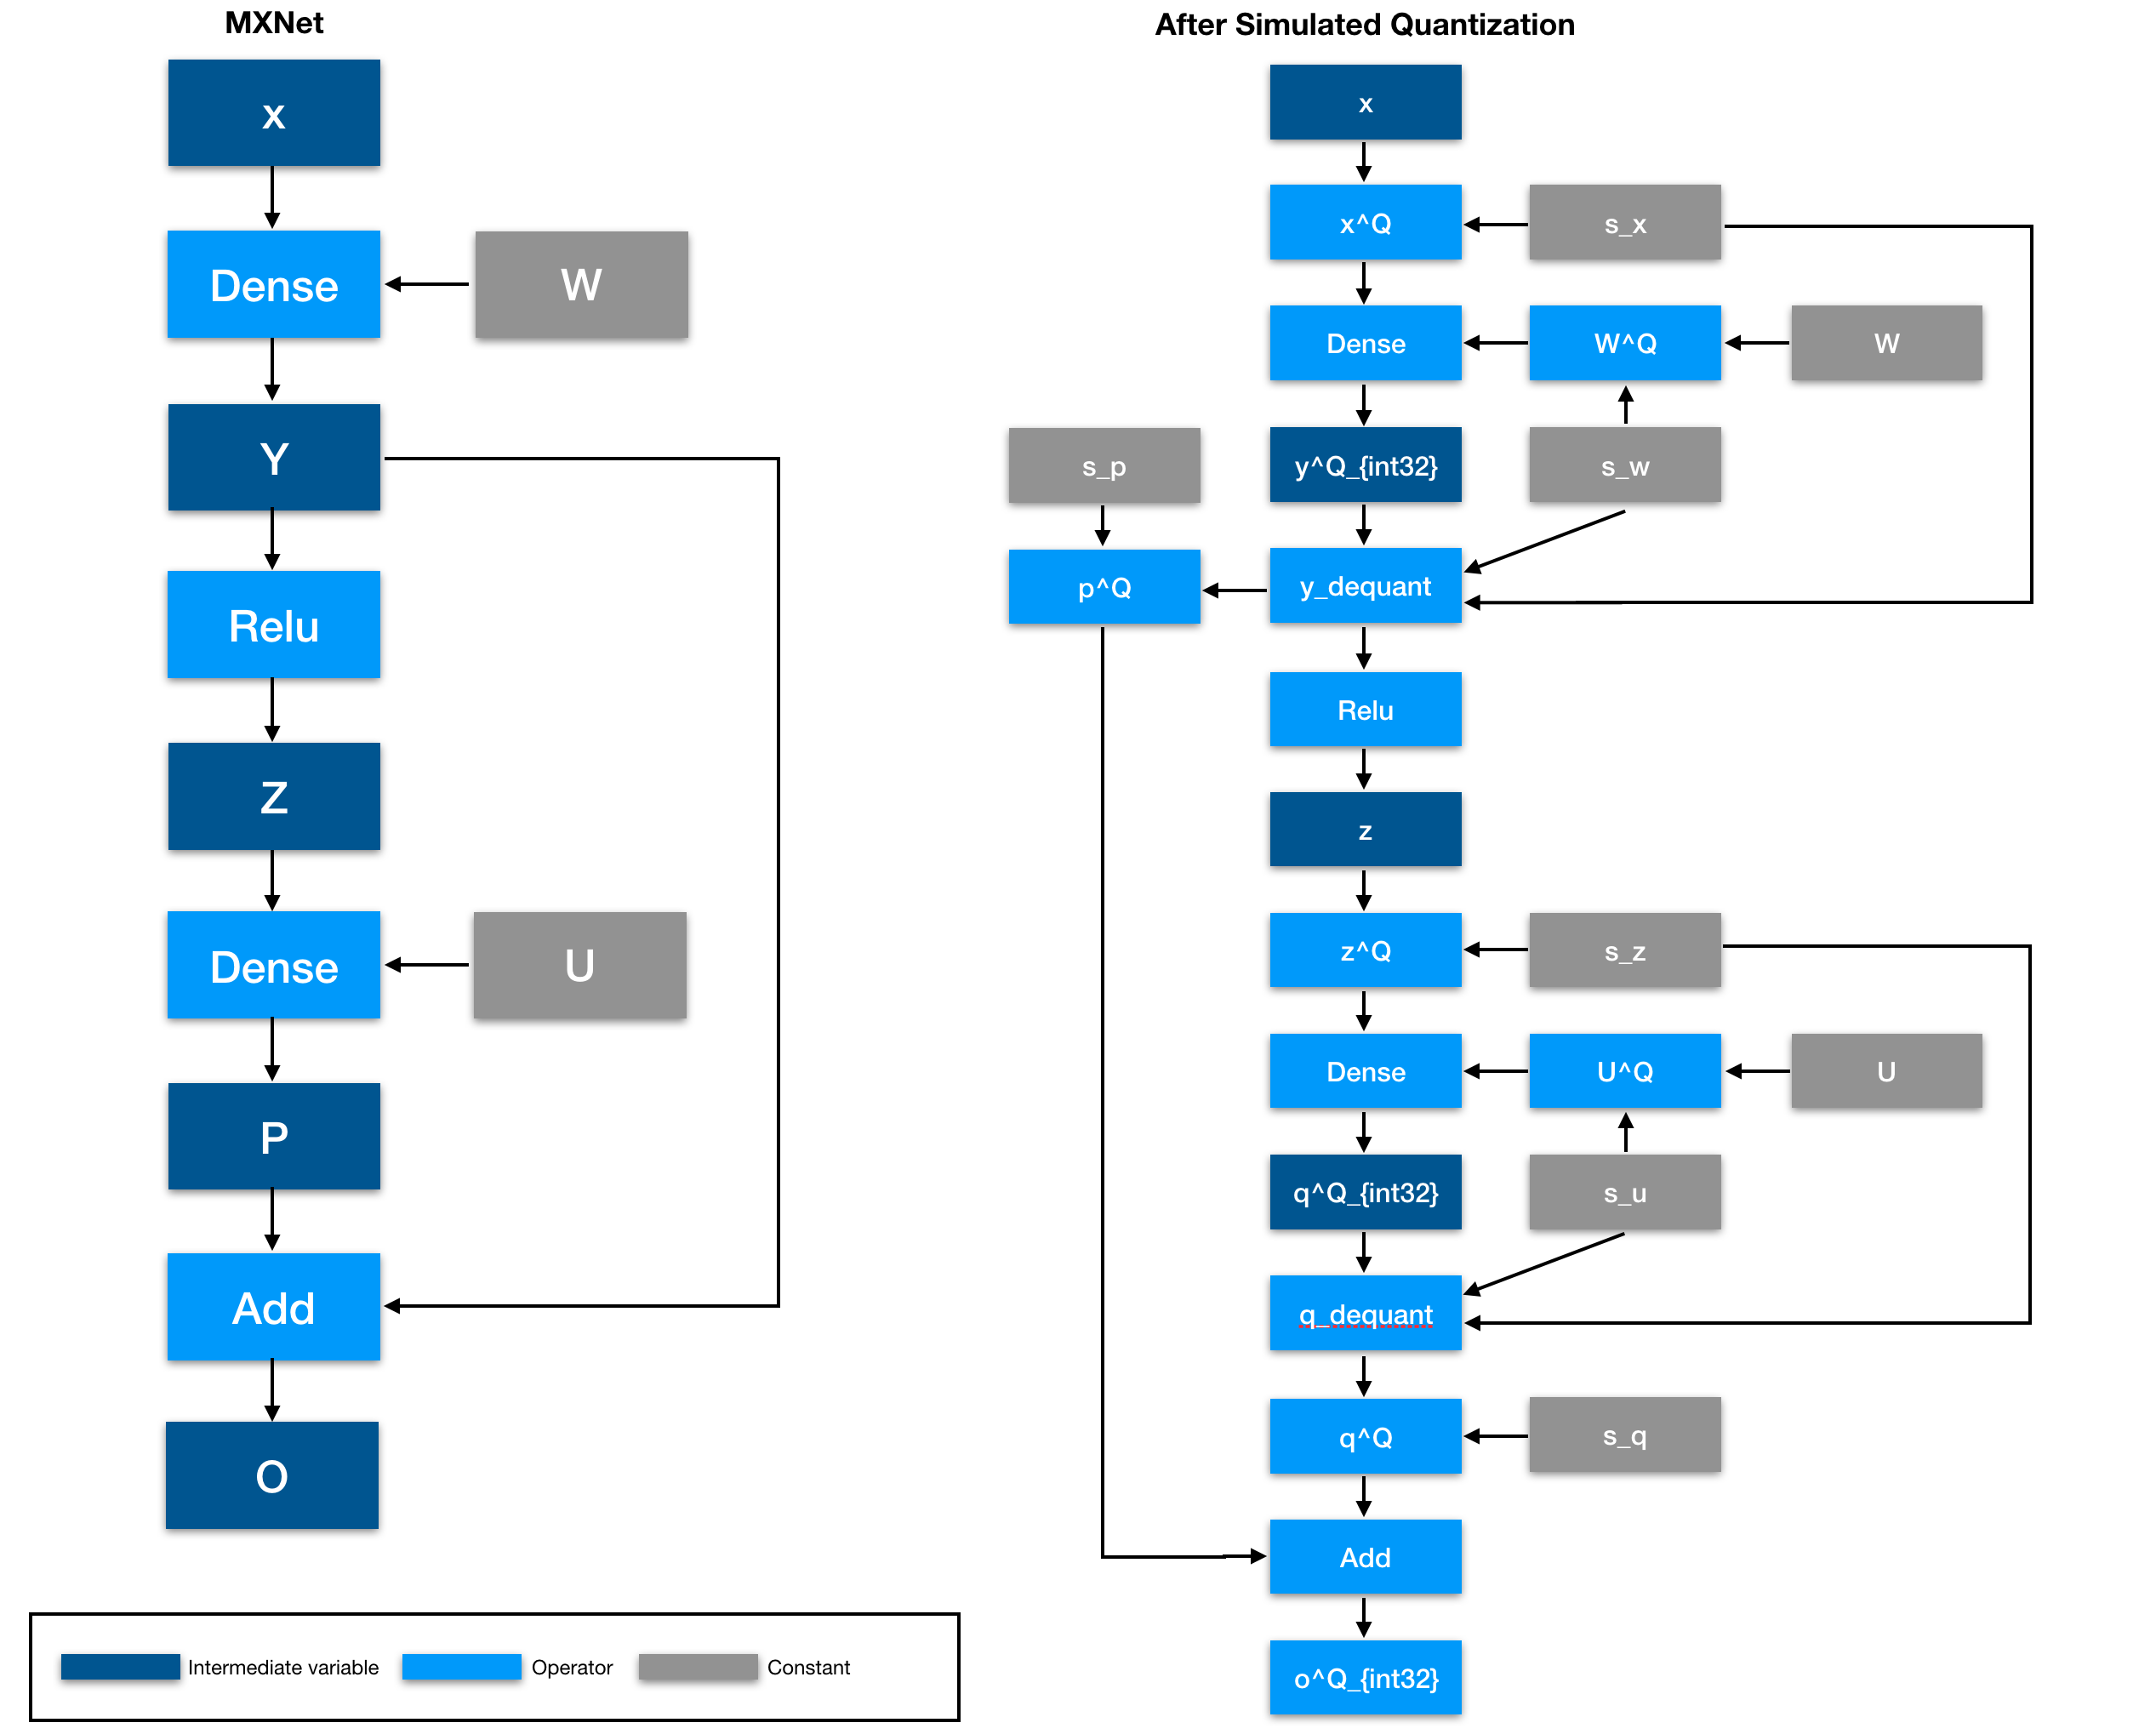 MXNet
x
Dense
W
Y
Relu
Z
Dense
U
P
Add
O
Intermediate variable
Operator
Constant
After Simulated Quantization
x
x^Q
s_x
Dense
W^Q
W
s_p
y^Q_{int32}
s_w
p^Q
y_dequant
Relu
z
z^Q
s_z
Dense
U^Q
U
q^Q_{int32}
s_u
q_dequant
q^Q
s_q
Add
o^Q_{int32}